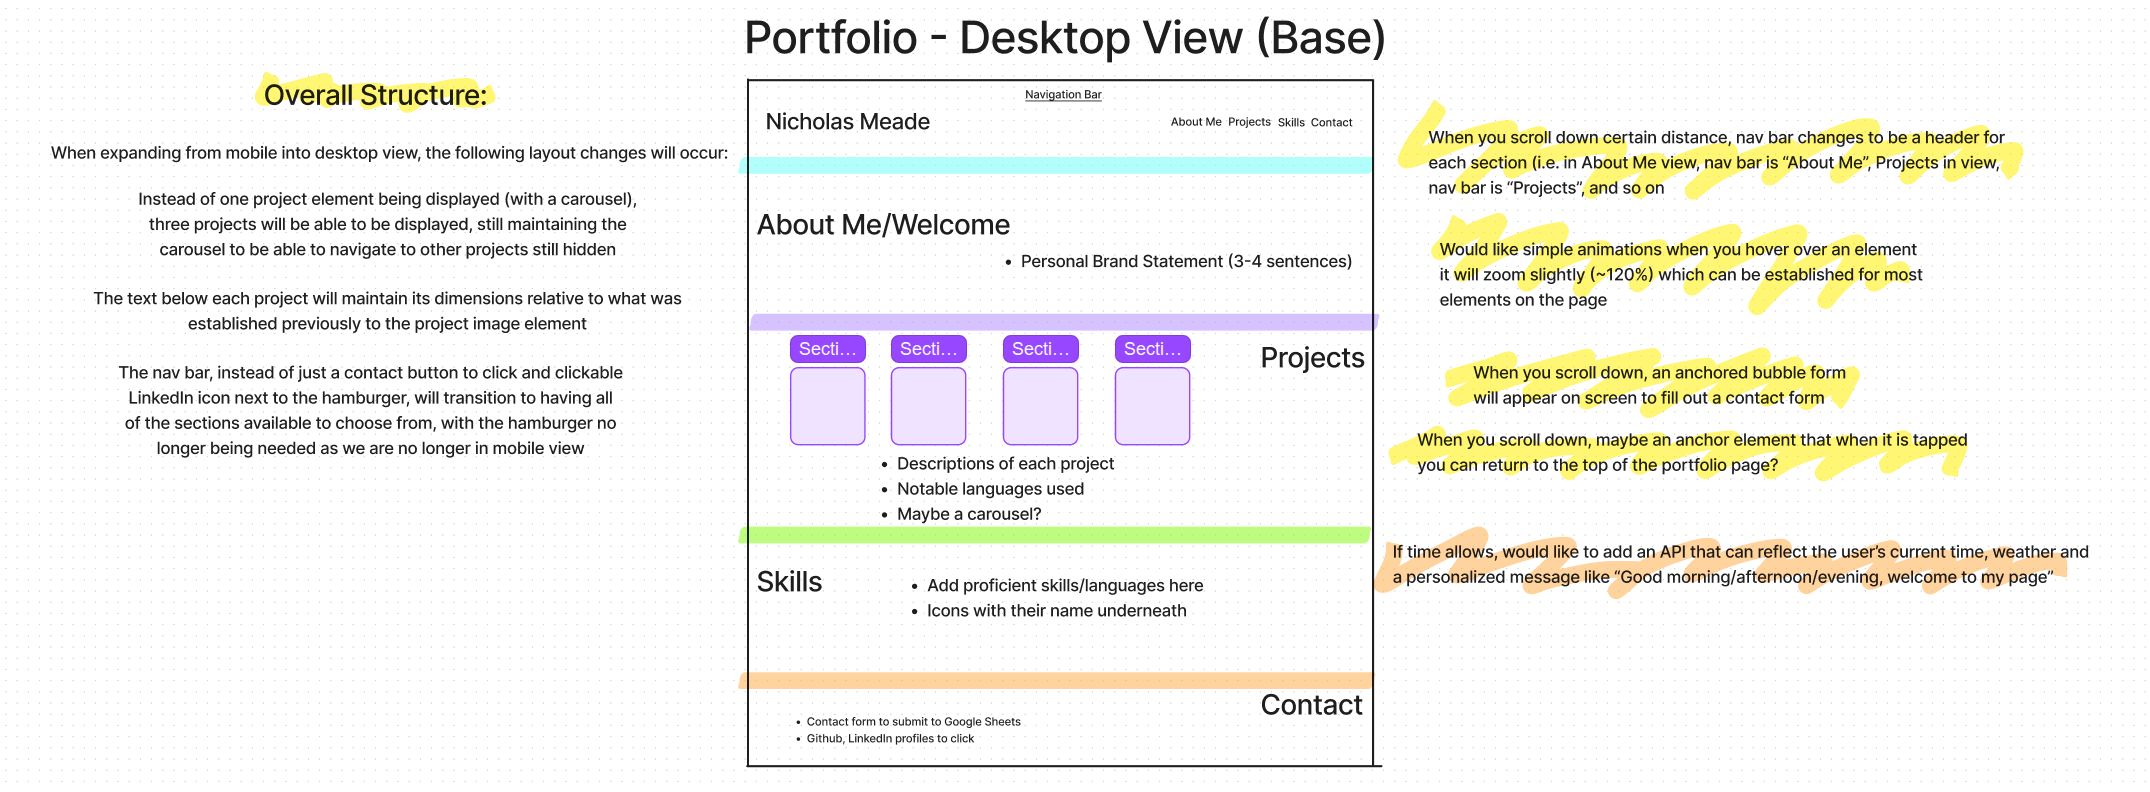 Portfolio - Desktop View (Base)
Overall Structure:
When expanding from mobile into desktop view, the following layout changes will occur:
Instead of one project element being displayed (with a carousel),
three projects will be able to be displayed, still maintaining the
carousel to be able to navigate to other projects still hidden
The text below each project will maintain its dimensions relative to what was
established previously to the project image element
The nav bar, instead of just a contact button to click and clickable
LinkedIn icon next to the hamburger, will transition to having all
of the sections available to choose from, with the hamburger no
longer being needed as we are no longer in mobile view
Navigation Bar
Nicholas Meade
About Me Projects Skills Contact
About Me/Welcome
• Personal Brand Statement (3-4 sentences)
Secti... Secti... Secti... Secti...
Projects
• Descriptions of each project
• Notable languages used
• Maybe a carousel?
Skills
• Add proficient skills/languages here
• Icons with their name underneath
Contact
• Contact form to submit to Google Sheets
• Github, LinkedIn profiles to click
When you scroll down certain distance, nav bar changes to be a header for
each section (i.e. in About Me view, nav bar is “About Me”, Projects in view,
nav bar is “Projects”, and so on
Would like simple animations when you hover over an element
it will zoom slightly (~120%) which can be established for most
elements on the page
When you scroll down, an anchored bubble form
will appear on screen to fill out a contact form
When you scroll down, maybe an anchor element that when it is tapped
you can return to the top of the portfolio page?
If time allows, would like to add an API that can reflect the user’s current time, weather and
a personalized message like “Good morning/afternoon/evening, welcome to my page”